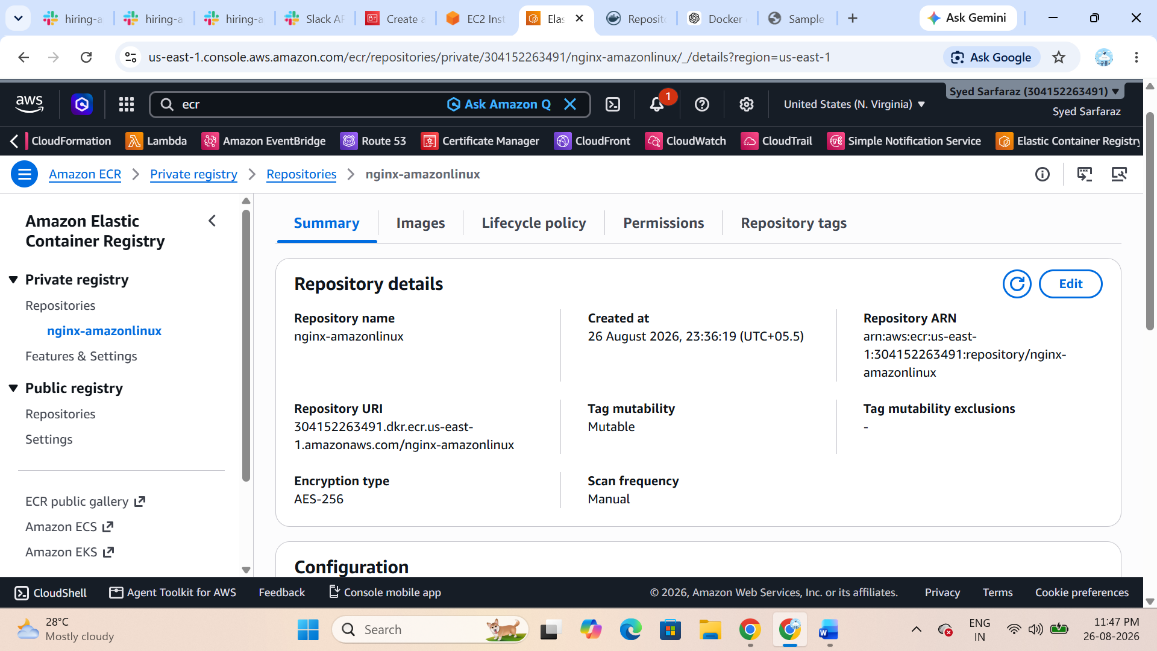 hiring-a
hiring-a
hiring-a
Slack AI
Create a
EC2 Inst
Elas
Reposit
Docker
Sample
Ask Gemini
us-east-1.console.aws.amazon.com/ecr/repositories/private/304152263491/nginx-amazonlinux/_/details?region=us-east-1
Ask Google
aws
ecr
Ask Amazon Q
1
United States (N. Virginia)
Syed Sarfaraz (304152263491)
Syed Sarfaraz
CloudFormation
Lambda
Amazon EventBridge
Route 53
Certificate Manager
CloudFront
CloudWatch
CloudTrail
Simple Notification Service
Elastic Container Registry
Amazon ECR
Private registry
Repositories
nginx-amazonlinux
Amazon Elastic
Container Registry
Private registry
Repositories
nginx-amazonlinux
Features & Settings
Public registry
Repositories
Settings
ECR public gallery
Amazon ECS
Amazon EKS
Summary
Images
Lifecycle policy
Permissions
Repository tags
Repository details
Edit
Repository name
nginx-amazonlinux
Created at
26 August 2026, 23:36:19 (UTC+05.5)
Repository ARN
arn:aws:ecr:us-east-
1:304152263491:repository/nginx-
amazonlinux
Repository URI
304152263491.dkr.ecr.us-east-
1.amazonaws.com/nginx-amazonlinux
Tag mutability
Mutable
Tag mutability exclusions
-
Encryption type
AES-256
Scan frequency
Manual
Configuration
CloudShell
Agent Toolkit for AWS
Feedback
Console mobile app
© 2026, Amazon Web Services, Inc. or its affiliates.
Privacy
Terms
Cookie preferences
28°C
Mostly cloudy
Search
ENG
IN
11:47 PM
26-08-2026